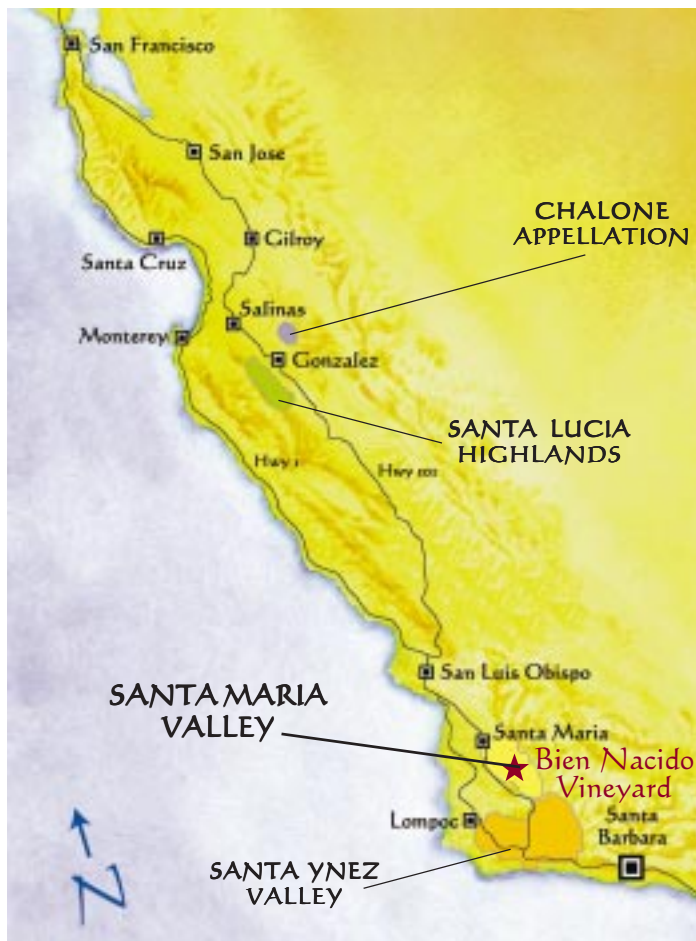 San Francisco
San Jose
CHALONE
APPELLATION
Gilroy
Santa Cruz
Salinas
Monterey
Gonzalez
SANTA LUCIA
HIGHLANDS
Hwy 1
Hwy 101
San Luis Obispo
SANTA MARIA
VALLEY
Santa Maria
Bien Nacido
Vineyard
Lompoc
Santa
Barbara
SANTA YNEZ
VALLEY
N